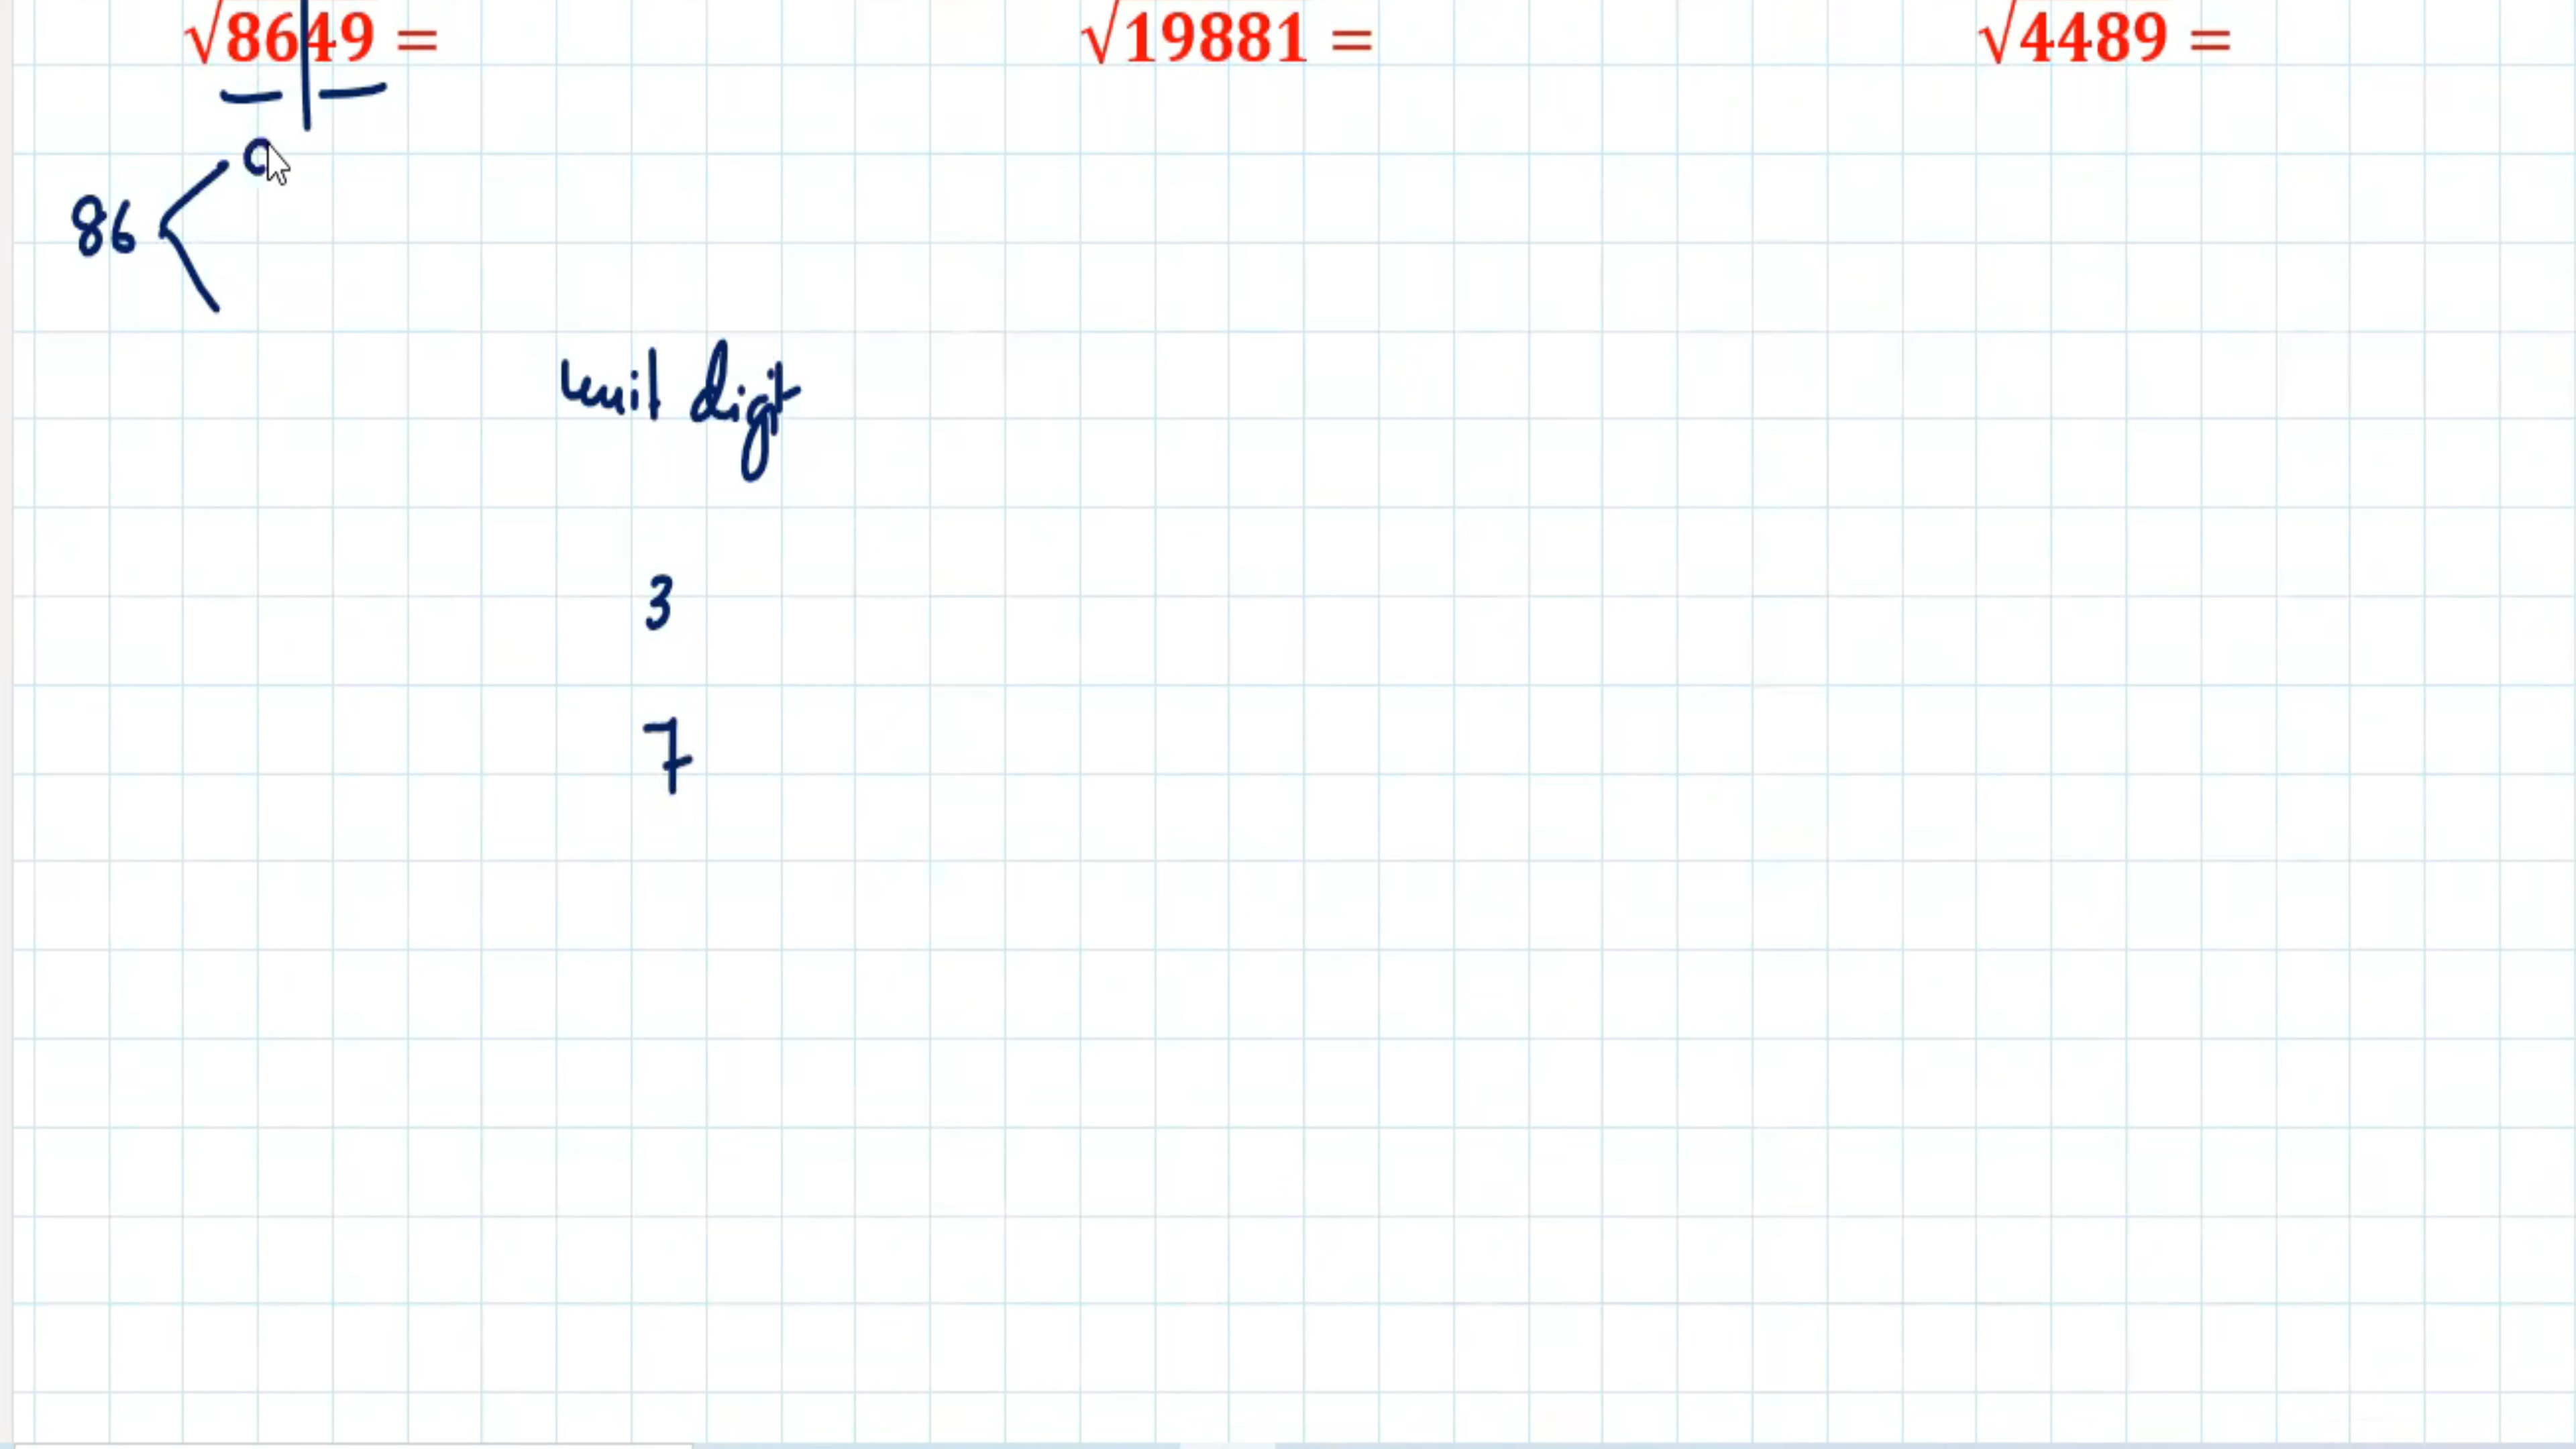 √8649 = √19881 = √4489 =
86
unit digit
3
7